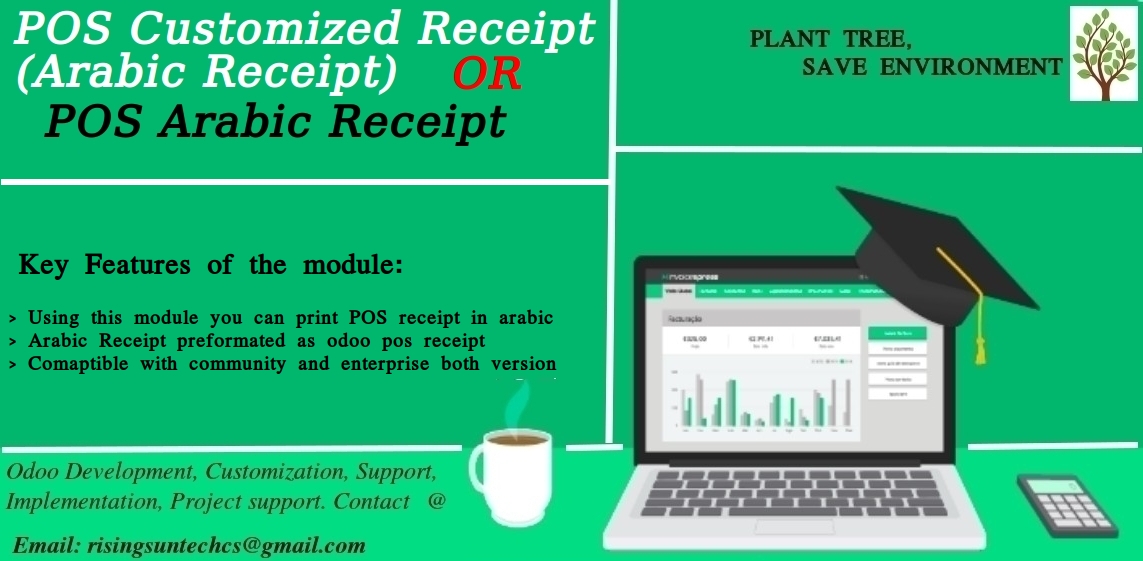 POS Customized Receipt
(Arabic Receipt) OR
POS Arabic Receipt
PLANT TREE,
SAVE ENVIRONMENT
Key Features of the module:
> Using this module you can print POS receipt in arabic
> Arabic Receipt preformated as odoo pos receipt
> Comaptible with community and enterprise both version
Facturação
Odoo Development, Customization, Support,
Implementation, Project support. Contact @
Email: risingsuntechcs@gmail.com